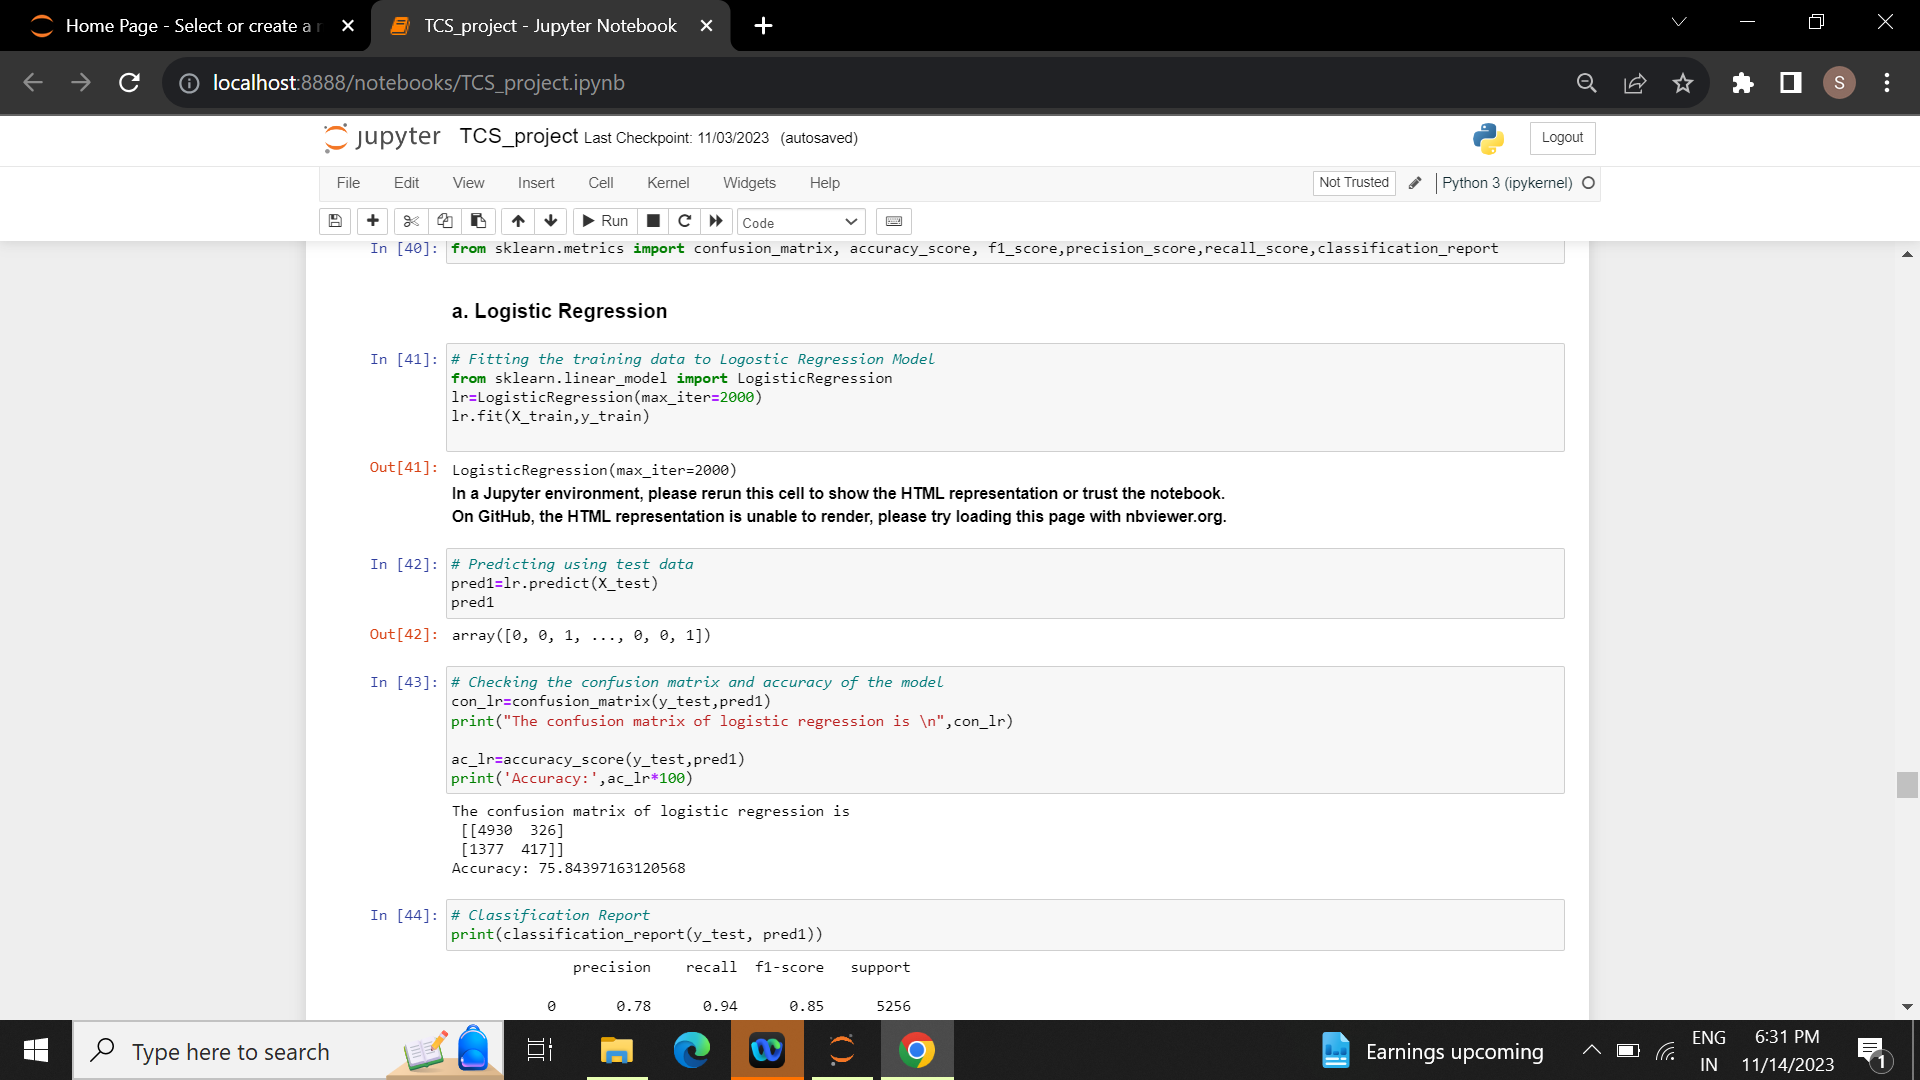 Home Page - Select or create a n
TCS_project - Jupyter Notebook
localhost:8888/notebooks/TCS_project.ipynb
S
jupyter TCS_project Last Checkpoint: 11/03/2023 (autosaved)
Logout
File Edit View Insert Cell Kernel Widgets Help
Not Trusted
Python 3 (ipykernel)
Run
Code
In [40]: from sklearn.metrics import confusion_matrix, accuracy_score, f1_score,precision_score,recall_score,classification_report
a. Logistic Regression
In [41]: # Fitting the training data to Logostic Regression Model
from sklearn.linear_model import LogisticRegression
lr=LogisticRegression(max_iter=2000)
lr.fit(X_train,y_train)
Out[41]: LogisticRegression(max_iter=2000)
In a Jupyter environment, please rerun this cell to show the HTML representation or trust the notebook.
On GitHub, the HTML representation is unable to render, please try loading this page with nbviewer.org.
In [42]: # Predicting using test data
pred1=lr.predict(X_test)
pred1
Out[42]: array([0, 0, 1, ..., 0, 0, 1])
In [43]: # Checking the confusion matrix and accuracy of the model
con_lr=confusion_matrix(y_test,pred1)
print("The confusion matrix of logistic regression is \n",con_lr)
ac_lr=accuracy_score(y_test,pred1)
print('Accuracy:',ac_lr*100)
The confusion matrix of logistic regression is
[[4930 326]
[1377 417]]
Accuracy: 75.84397163120568
In [44]: # Classification Report
print(classification_report(y_test, pred1))
precision recall f1-score support
0 0.78 0.94 0.85 5256
Type here to search
Earnings upcoming
ENG
IN
6:31 PM
11/14/2023
1